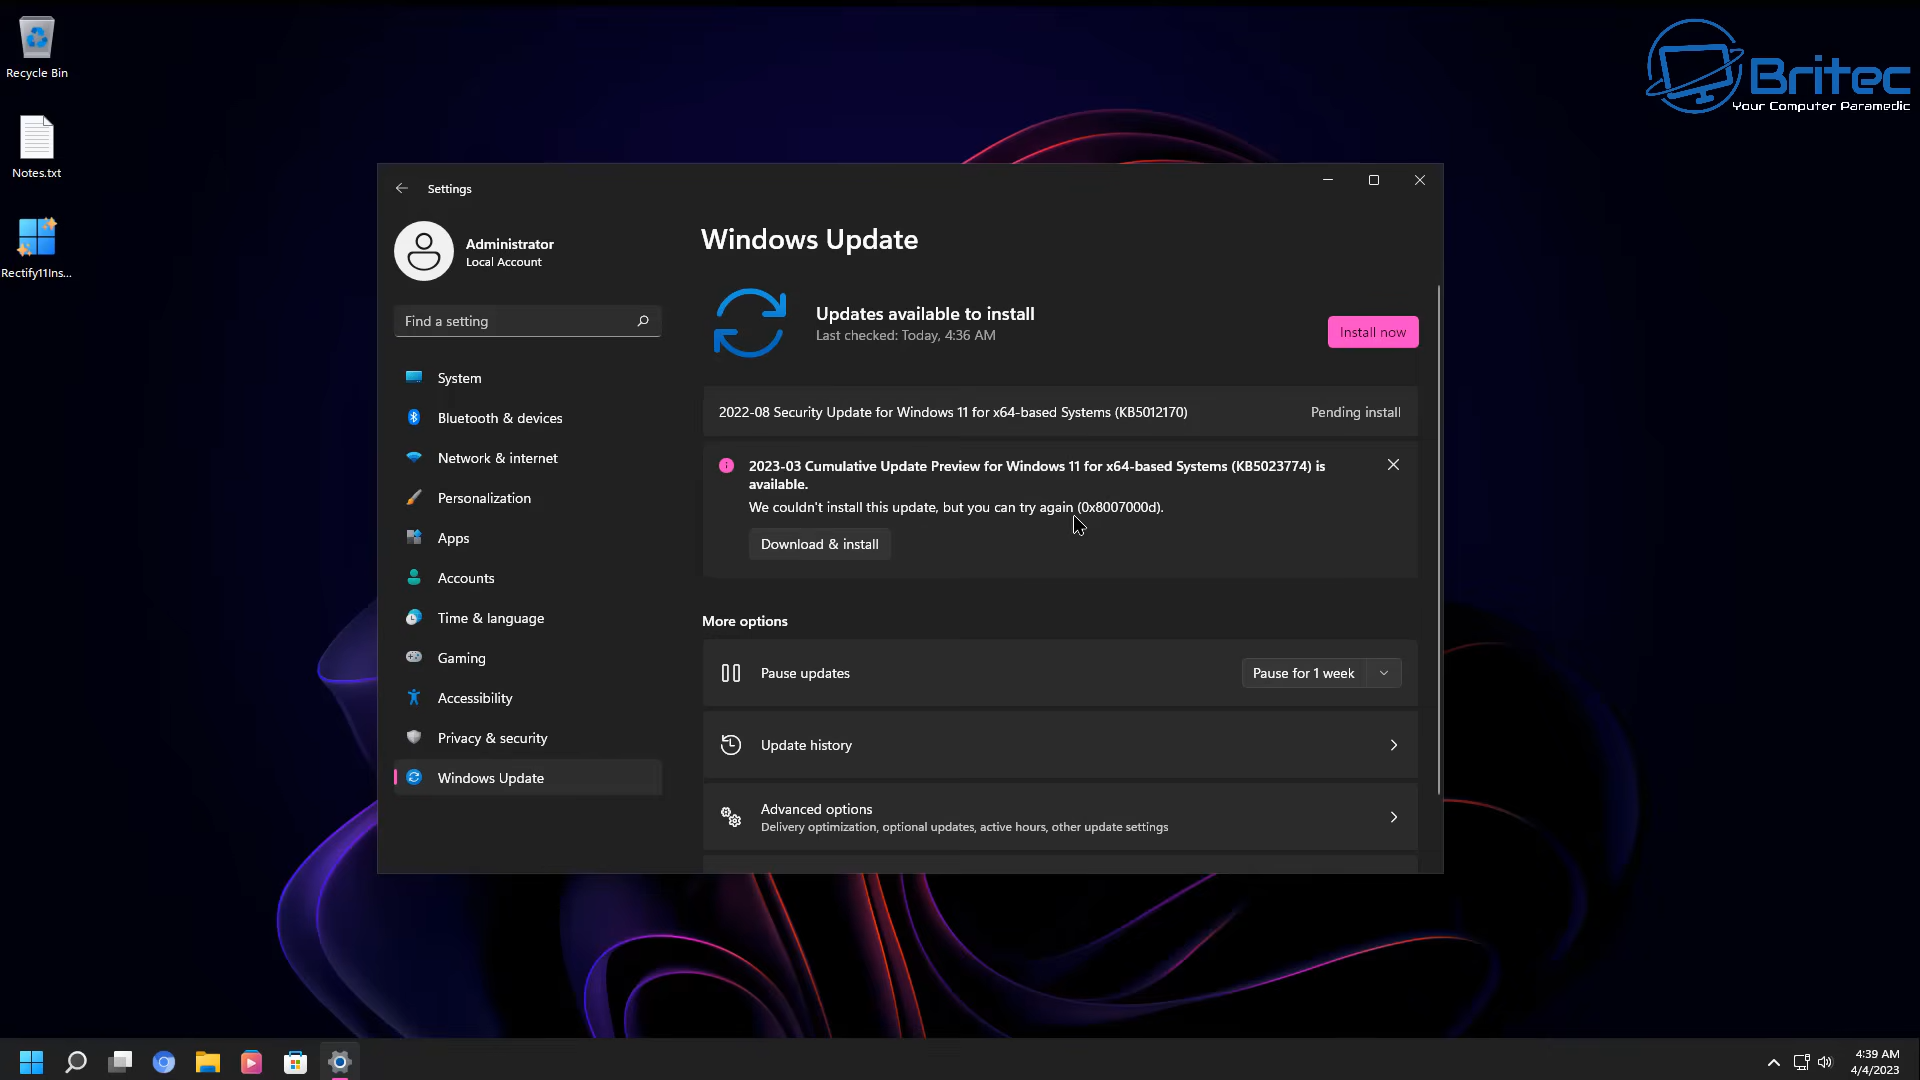 Recycle Bin
Notes.txt
Rectify11Ins...
Britec
Your Computer Paramedic
Settings
Administrator
Local Account
Find a setting
System
Bluetooth & devices
Network & internet
Personalization
Apps
Accounts
Time & language
Gaming
Accessibility
Privacy & security
Windows Update
Windows Update
Updates available to install
Last checked: Today, 4:36 AM
Install now
2022-08 Security Update for Windows 11 for x64-based Systems (KB5012170)
Pending install
2023-03 Cumulative Update Preview for Windows 11 for x64-based Systems (KB5023774) is
available.
We couldn't install this update, but you can try again (0x8007000d).
Download & install
More options
Pause updates
Pause for 1 week
Update history
Advanced options
Delivery optimization, optional updates, active hours, other update settings
4:39 AM
4/4/2023